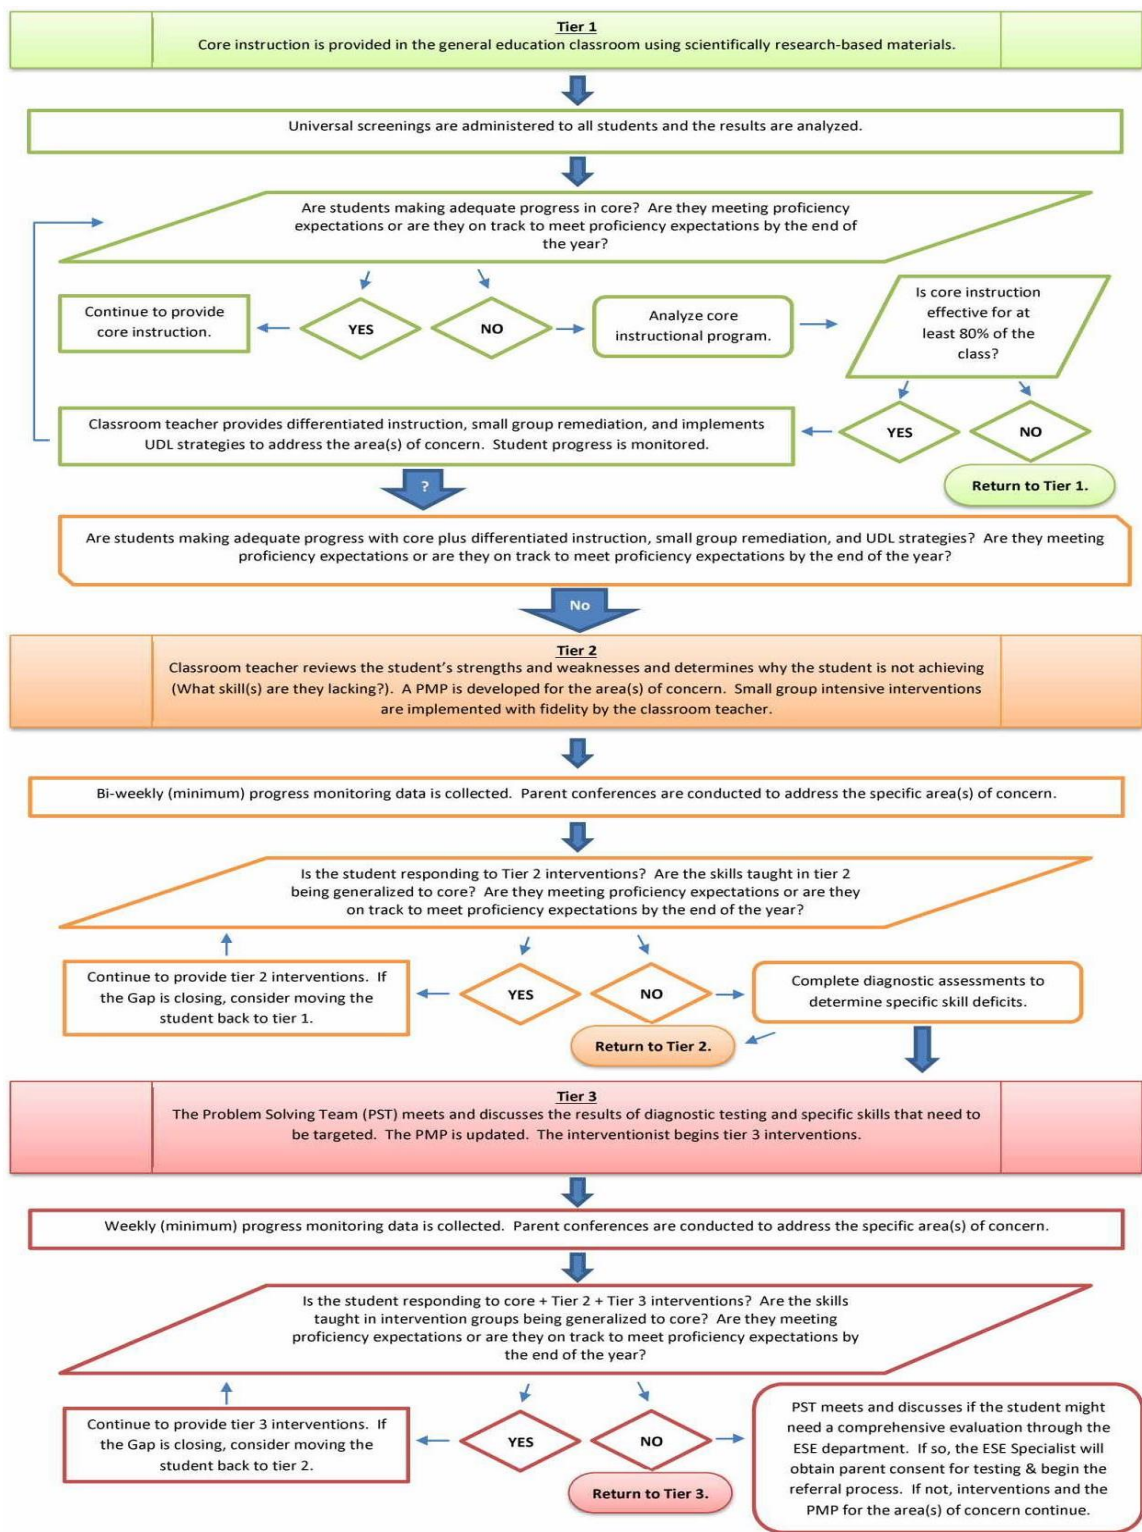 Tier 1
Core instruction is provided in the general education classroom using scientifically research-based materials.
Universal screenings are administered to all students and the results are analyzed.
Are students making adequate progress in core? Are they meeting proficiency
expectations or are they on track to meet proficiency expectations by the end of
the year?
Continue to provide
core instruction.
YES
NO
Analyze core
instructional program.
Is core instruction
effective for at
least 80% of the
class?
Classroom teacher provides differentiated instruction, small group remediation, and implements
UDL strategies to address the area(s) of concern. Student progress is monitored.
YES
NO
Return to Tier 1.
?
Are students making adequate progress with core plus differentiated instruction, small group remediation, and UDL strategies? Are they meeting
proficiency expectations or are they on track to meet proficiency expectations by the end of the year?
No
Tier 2
Classroom teacher reviews the student's strengths and weaknesses and determines why the student is not achieving
(What skill(s) are they lacking?). A PMP is developed for the area(s) of concern. Small group intensive interventions
are implemented with fidelity by the classroom teacher.
Bi-weekly (minimum) progress monitoring data is collected. Parent conferences are conducted to address the specific area(s) of concern.
Is the student responding to Tier 2 interventions? Are the skills taught in tier 2
being generalized to core? Are they meeting proficiency expectations or are they
on track to meet proficiency expectations by the end of the year?
Continue to provide tier 2 interventions. If
the Gap is closing, consider moving the
student back to tier 1.
YES
NO
Complete diagnostic assessments to
determine specific skill deficits.
Return to Tier 2.
Tier 3
The Problem Solving Team (PST) meets and discusses the results of diagnostic testing and specific skills that need to
be targeted. The PMP is updated. The interventionist begins tier 3 interventions.
Weekly (minimum) progress monitoring data is collected. Parent conferences are conducted to address the specific area(s) of concern.
Is the student responding to core + Tier 2 + Tier 3 interventions? Are the skills
taught in intervention groups being generalized to core? Are they meeting
proficiency expectations or are they on track to meet proficiency expectations by
the end of the year?
Continue to provide tier 3 interventions. If
the Gap is closing, consider moving the
student back to tier 2.
YES
NO
Return to Tier 3.
PST meets and discusses if the student might
need a comprehensive evaluation through the
ESE department. If so, the ESE Specialist will
obtain parent consent for testing & begin the
referral process. If not, interventions and the
PMP for the area(s) of concern continue.